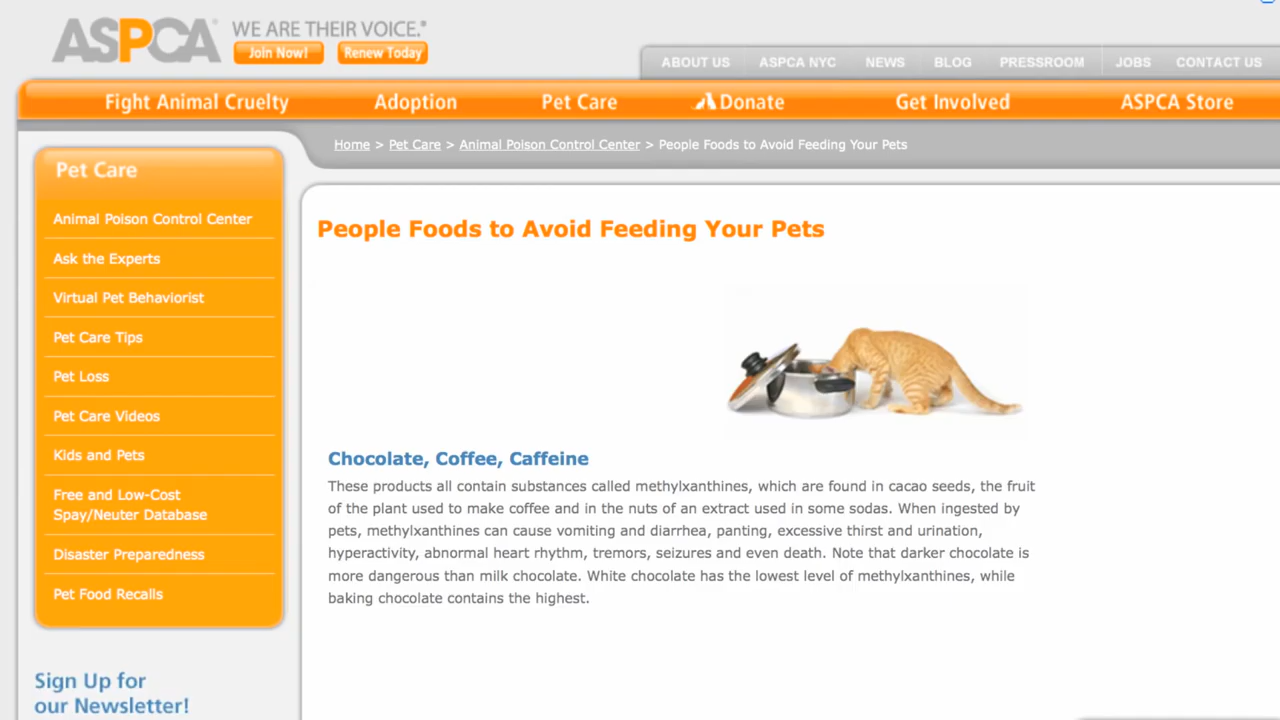 ASPCA WE ARE THEIR VOICE.®
Join Now! Renew Today
ABOUT US ASPCA NYC NEWS BLOG PRESSROOM JOBS CONTACT US
Fight Animal Cruelty Adoption Pet Care Donate Get Involved ASPCA Store
Home > Pet Care > Animal Poison Control Center > People Foods to Avoid Feeding Your Pets
Pet Care
Animal Poison Control Center
Ask the Experts
Virtual Pet Behaviorist
Pet Care Tips
Pet Loss
Pet Care Videos
Kids and Pets
Free and Low-Cost
Spay/Neuter Database
Disaster Preparedness
Pet Food Recalls
Sign Up for
our Newsletter!
People Foods to Avoid Feeding Your Pets
Chocolate, Coffee, Caffeine
These products all contain substances called methylxanthines, which are found in cacao seeds, the fruit
of the plant used to make coffee and in the nuts of an extract used in some sodas. When ingested by
pets, methylxanthines can cause vomiting and diarrhea, panting, excessive thirst and urination,
hyperactivity, abnormal heart rhythm, tremors, seizures and even death. Note that darker chocolate is
more dangerous than milk chocolate. White chocolate has the lowest level of methylxanthines, while
baking chocolate contains the highest.